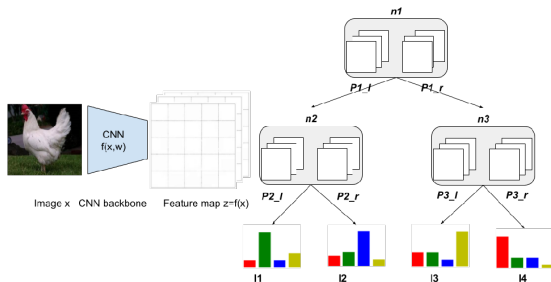 n1
P1_l
P1_r
n2
n3
CNN
f(x,w)
P2_l
P2_r
P3_l
P3_r
Image x
CNN backbone
Feature map z=f(x)
l1
l2
l3
l4